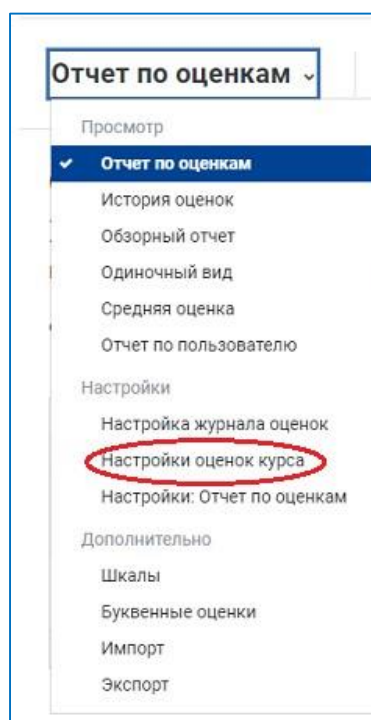 Отчет по оценкам
Просмотр
Отчет по оценкам
История оценок
Обзорный отчет
Одиночный вид
Средняя оценка
Отчет по пользователю
Настройки
Настройка журнала оценок
Настройки оценок курса
Настройки: Отчет по оценкам
Дополнительно
Шкалы
Буквенные оценки
Импорт
Экспорт